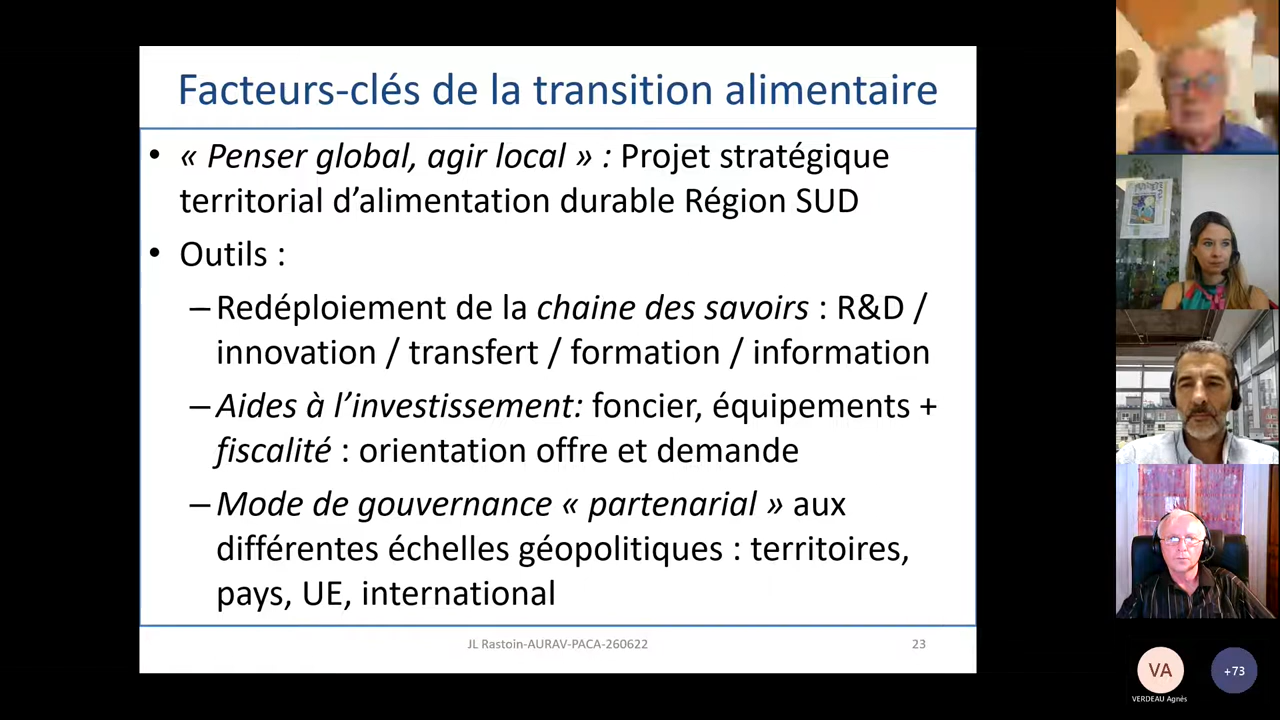 Facteurs-clés de la transition alimentaire
• « Penser global, agir local » : Projet stratégique
territorial d’alimentation durable Région SUD
• Outils :
– Redéploiement de la chaine des savoirs : R&D /
innovation / transfert / formation / information
– Aides à l’investissement: foncier, équipements +
fiscalité : orientation offre et demande
– Mode de gouvernance « partenarial » aux
différentes échelles géopolitiques : territoires,
pays, UE, international
JL Rastoin-AURAV-PACA-260622
23
VA
+73
VERDEAU Agnès